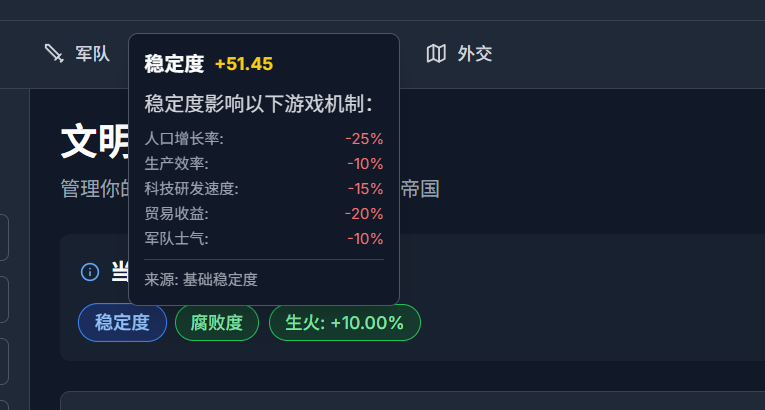 军队
外交
稳定度 +51.45
稳定度影响以下游戏机制：
人口增长率: -25%
生产效率: -10%
科技研发速度: -15%
贸易收益: -20%
军队士气: -10%
来源: 基础稳定度
文明
管理你的
帝国
当
稳定度
腐败度
生火: +10.00%